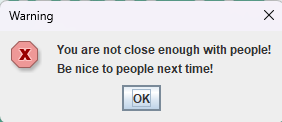 Warning
You are not close enough with people!
Be nice to people next time!
OK